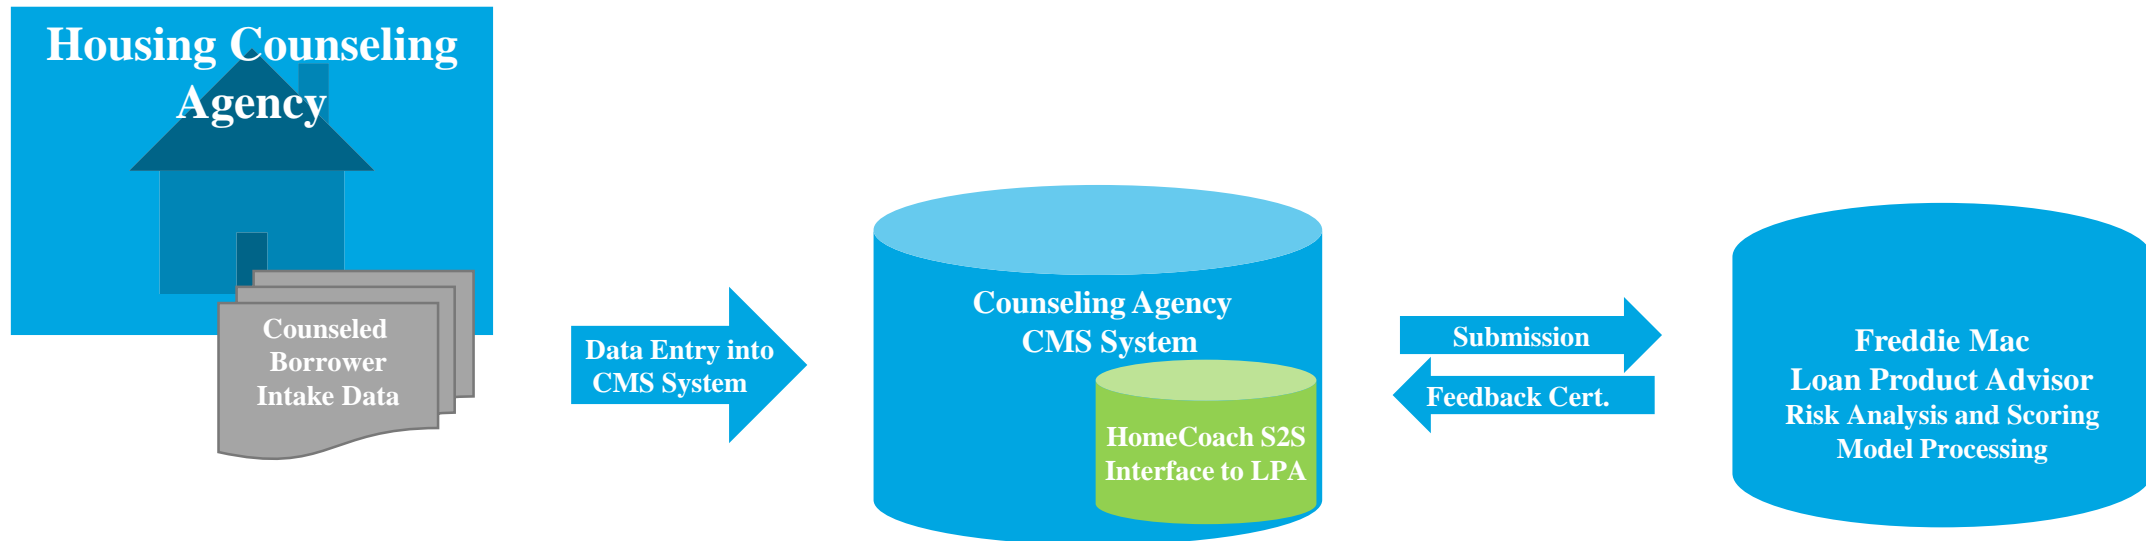 Housing Counseling
Agency
Counseled
Borrower
Intake Data
Data Entry into
CMS System
Counseling Agency
CMS System
HomeCoach S2S
Interface to LPA
Submission
Feedback Cert.
Freddie Mac
Loan Product Advisor
Risk Analysis and Scoring
Model Processing